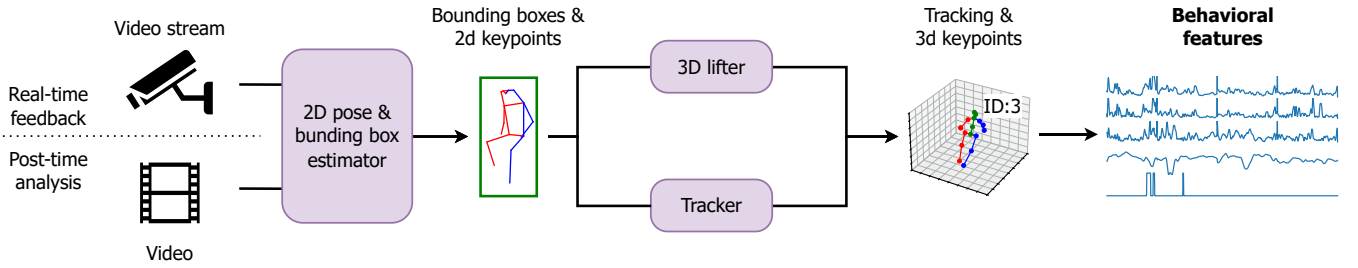 Video stream
Real-time
feedback
Post-time
analysis
Video
2D pose &
bunding box
estimator
Bounding boxes &
2d keypoints
3D lifter
Tracker
Tracking &
3d keypoints
ID:3
Behavioral
features